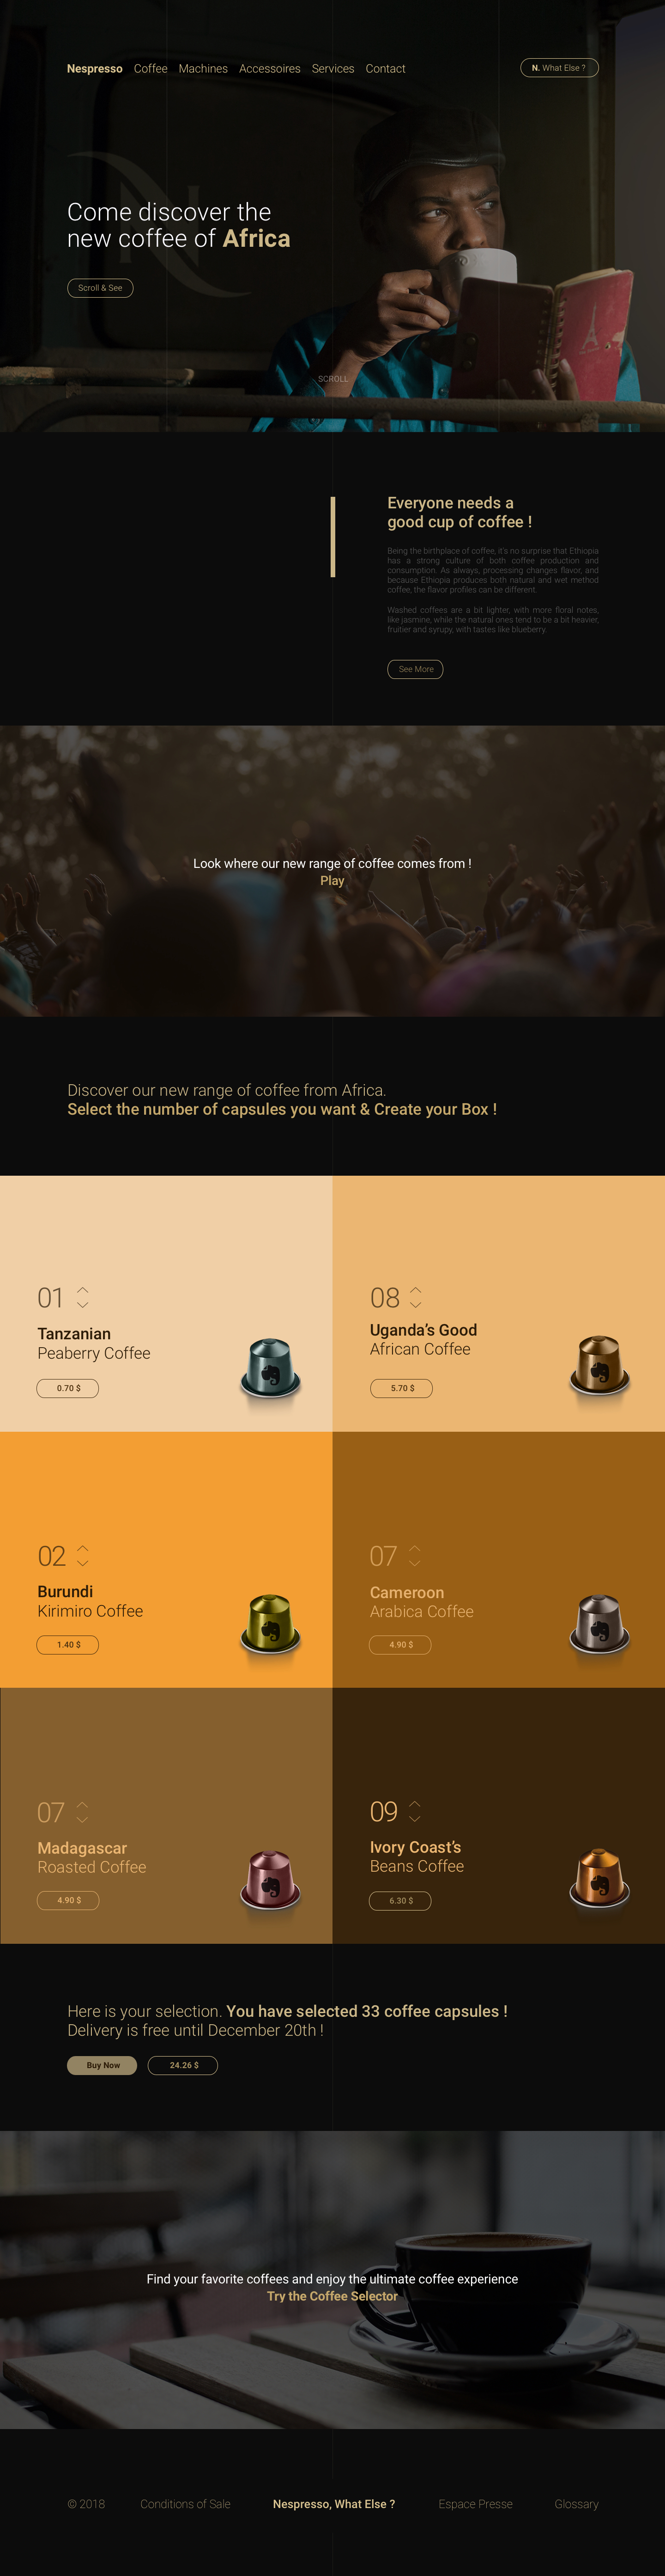 Nespresso Coffee Machines Accessoires Services Contact
N. What Else ?
Come discover the
new coffee of Africa
Scroll & See
SCROLL
Everyone needs a
good cup of coffee !
Being the birthplace of coffee, it's no surprise that Ethiopia
has a strong culture of both coffee production and
consumption. As always, processing changes flavor, and
because Ethiopia produces both natural and wet method
coffee, the flavor profiles can be different.
Washed coffees are a bit lighter, with more floral notes,
like jasmine, while the natural ones tend to be a bit heavier,
fruitier and syrupy, with tastes like blueberry
See More
Look where our new range of coffee comes from !
Play
Discover our new range of coffee from Africa.
Select the number of capsules you want & Create your Box !
01
Tanzanian
Peaberry Coffee
0.70 $
08
Uganda's Good
African Coffee
5.70 $
02
Burundi
Kirimiro Coffee
1.40 $
07
Cameroon
Arabica Coffee
4.90 $
07
Madagascar
Roasted Coffee
4.90 $
09
Ivory Coast's
Beans Coffee
6.30 $
Here is your selection. You have selected 33 coffee capsules !
Delivery is free until December 20th !
Buy Now
24.26 $
Find your favorite coffees and enjoy the ultimate coffee experience
Try the Coffee Selector
© 2018
Conditions of Sale
Nespresso, What Else ?
Espace Presse
Glossary